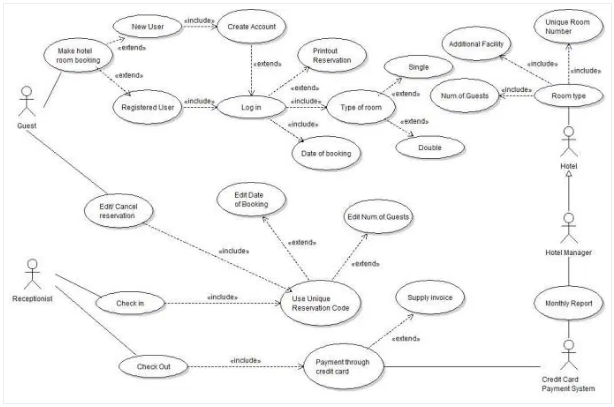 New User
«include»
Create Account
Unique Room
Number
Make hotel
room booking
«extend»
Printout
Reservation
Additional Facility
«include»
«include»
«extend»
«include»
Single
«extend»
Guest
Registered User
«include»
Log in
«include»
Type of room
«extend»
Num.of Guests
«include»
Room type
«include»
«extend»
Date of booking
Double
Hotel
Edit/ Cancel
reservation
Edit Date
of Booking
Edit Num.of.Guests
«include»
«extend»
«extend»
Hotel Manager
Receptionist
Check in
«include»
Use Unique
Reservation Code
Supply invoice
Monthly Report
«extend»
Check Out
«include»
Payment through
credit card
Credit Card
Payment System